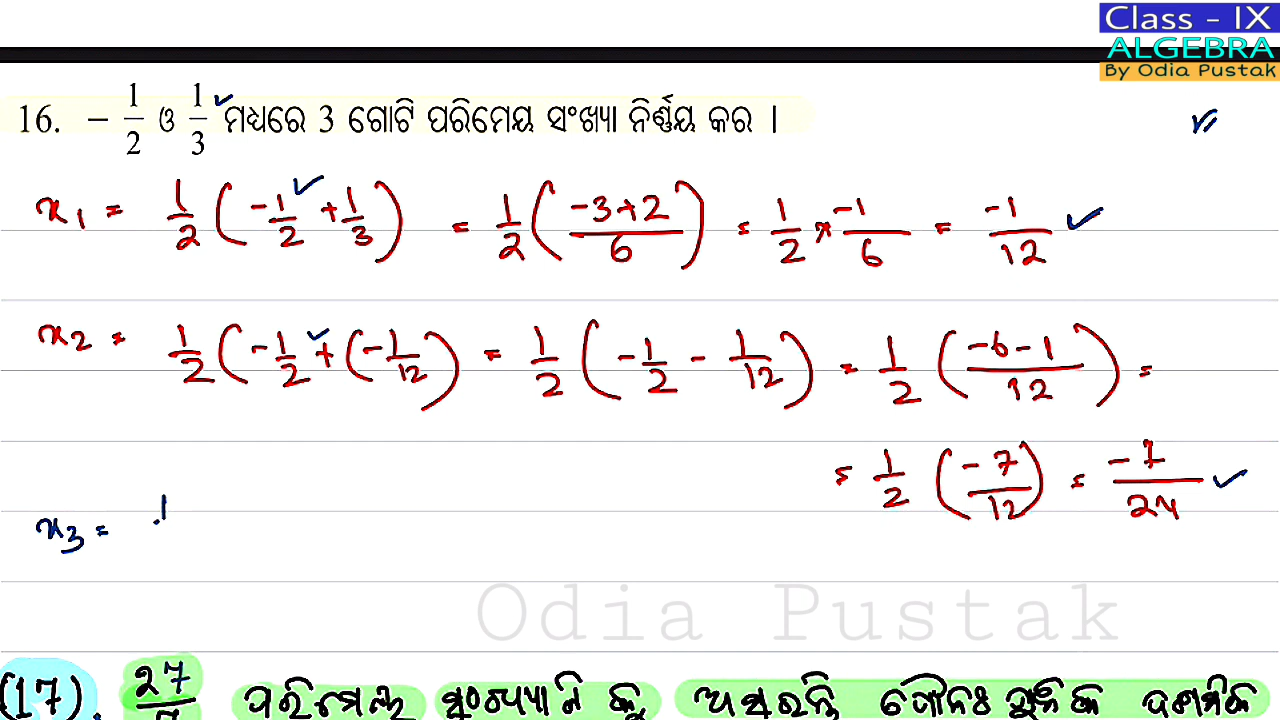 Class - IX
ALGEBRA
By Odia Pustak
16. − 1/2 ଓ 1/3 ମଧ୍ୟରେ 3 ଗୋଟି ପରିମେୟ ସଂଖ୍ୟା ନିର୍ଣ୍ଣୟ କର ।
x1 = 1/2 ( -1/2 + 1/3 ) = 1/2 ( -3+2/6 ) = 1/2 × -1/6 = -1/12
x2 = 1/2 ( -1/2 + ( -1/12 ) = 1/2 ( -1/2 - 1/12 ) = 1/2 ( -6-1/12 ) =
= 1/2 ( -7/12 ) = -7/24
x3 =
Odia Pustak
(17). 27/ ପରିମେୟ